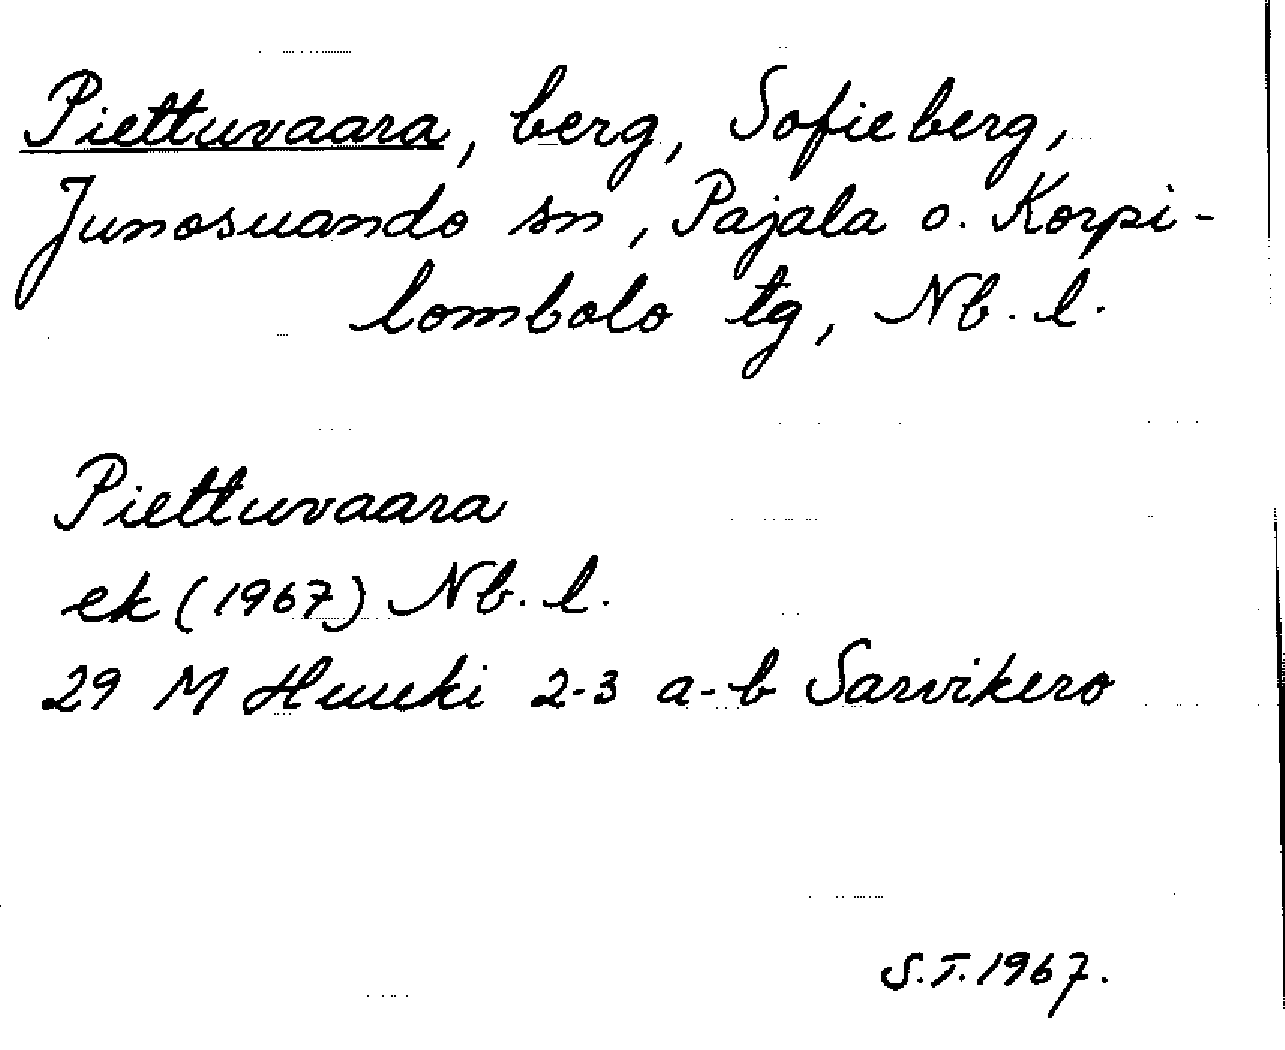 Piettuvaara, berg, Sofieberg,
Junosuando sn, Pajala o. Korpi-
lombolo tg, Nb. l.
Piettuvaara
ek (1967) Nb. l.
29 M Huuki 2-3 a-b Sarvikero
S.T. 1967.